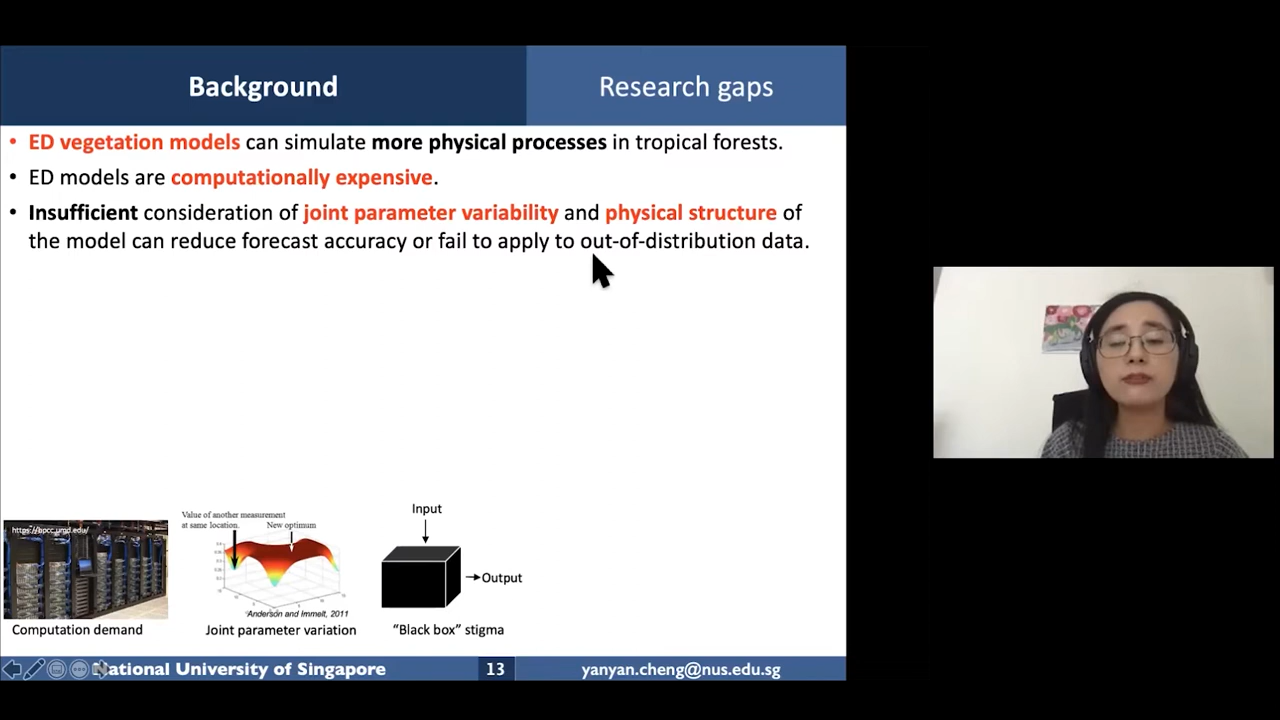 Background
Research gaps
• ED vegetation models can simulate more physical processes in tropical forests.
• ED models are computationally expensive.
• Insufficient consideration of joint parameter variability and physical structure of
the model can reduce forecast accuracy or fail to apply to out-of-distribution data.
https://hpcc.umd.edu/
Value of another measurement
at same location.
New optimum
Anderson and Immelt, 2011
Input
Output
Computation demand
Joint parameter variation
“Black box” stigma
National University of Singapore
13
yanyan.cheng@nus.edu.sg